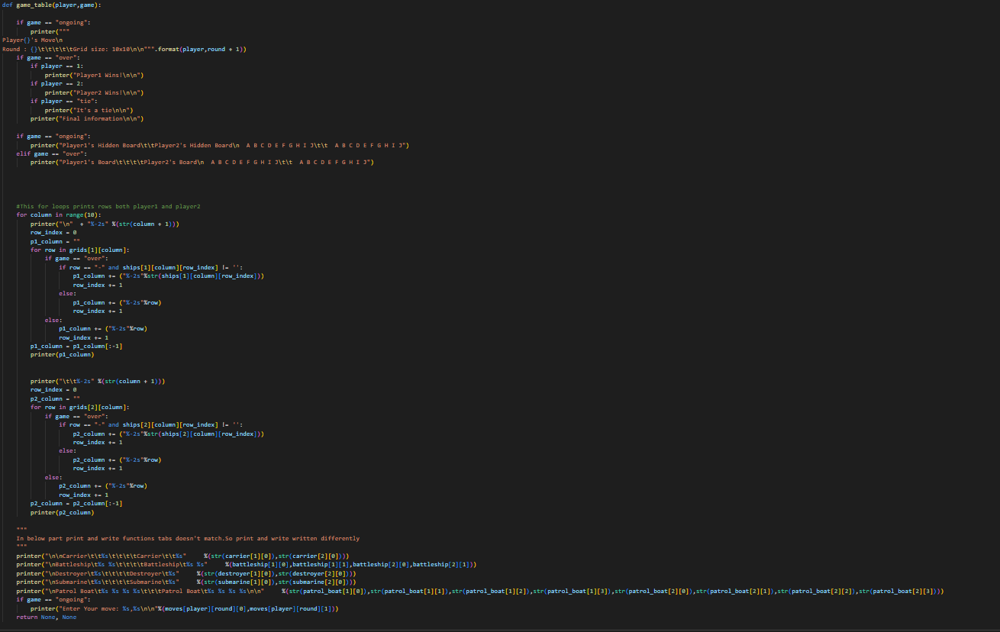 def game_table(player,game):
    if game == "ongoing":
        printer("""
Player{}'s Move\n
Round : {}\t\t\t\t\tGrid size: 10x10\n\n""".format(player,round + 1))
    if game == "over":
        if player == 1:
            printer("Player1 Wins!\n\n")
        if player == 2:
            printer("Player2 Wins!\n\n")
        if player == "tie":
            printer("It's a tie\n\n")
        printer("Final information\n\n")
    if game == "ongoing":
        printer("Player1's Hidden Board\t\tPlayer2's Hidden Board\n  A B C D E F G H I J\t\t  A B C D E F G H I J")
    elif game == "over":
        printer("Player1's Board\t\t\t\tPlayer2's Board\n  A B C D E F G H I J\t\t  A B C D E F G H I J")
    #This for loops prints rows both player1 and player2
    for column in range(10):
        printer("\n"  + "%-2s" %(str(column + 1)))
        row_index = 0
        p1_column = ""
        for row in grids[1][column]:
            if game == "over":
                if row == "-" and ships[1][column][row_index] != '':
                    p1_column += ("%-2s"%str(ships[1][column][row_index]))
                    row_index += 1
                else:
                    p1_column += ("%-2s"%row)
                    row_index += 1
            else:
                p1_column += ("%-2s"%row)
                row_index += 1
        p1_column = p1_column[:-1]
        printer(p1_column)
        printer("\t\t%-2s" %(str(column + 1)))
        row_index = 0
        p2_column = ""
        for row in grids[2][column]:
            if game == "over":
                if row == "-" and ships[2][column][row_index] != '':
                    p2_column += ("%-2s"%str(ships[2][column][row_index]))
                    row_index += 1
                else:
                    p2_column += ("%-2s"%row)
                    row_index += 1
            else:
                p2_column += ("%-2s"%row)
                row_index += 1
        p2_column = p2_column[:-1]
        printer(p2_column)
    """
    In below part print and write functions tabs doesn't match.So print and write written differently
    """
    printer("\n\nCarrier\t\t%s\t\t\t\tCarrier\t\t%s"     %(str(carrier[1][0]),str(carrier[2][0])))
    printer("\nBattleship\t%s %s\t\t\t\tBattleship\t%s %s"     %(battleship[1][0],battleship[1][1],battleship[2][0],battleship[2][1]))
    printer("\nDestroyer\t%s\t\t\t\tDestroyer\t%s"     %(str(destroyer[1][0]),str(destroyer[2][0])))
    printer("\nSubmarine\t%s\t\t\t\tSubmarine\t%s"     %(str(submarine[1][0]),str(submarine[2][0])))
    printer("\nPatrol Boat\t%s %s %s %s\t\t\tPatrol Boat\t%s %s %s %s\n\n"     %(str(patrol_boat[1][0]),str(patrol_boat[1][1]),str(patrol_boat[1][2]),str(patrol_boat[1][3]),str(patrol_boat[2][0]),str(patrol_boat[2][1]),str(patrol_boat[2][2]),str(patrol_boat[2][3])))
    if game == "ongoing":
        printer("Enter Your move: %s,%s\n\n"%(moves[player][round][0],moves[player][round][1]))
    return None, None